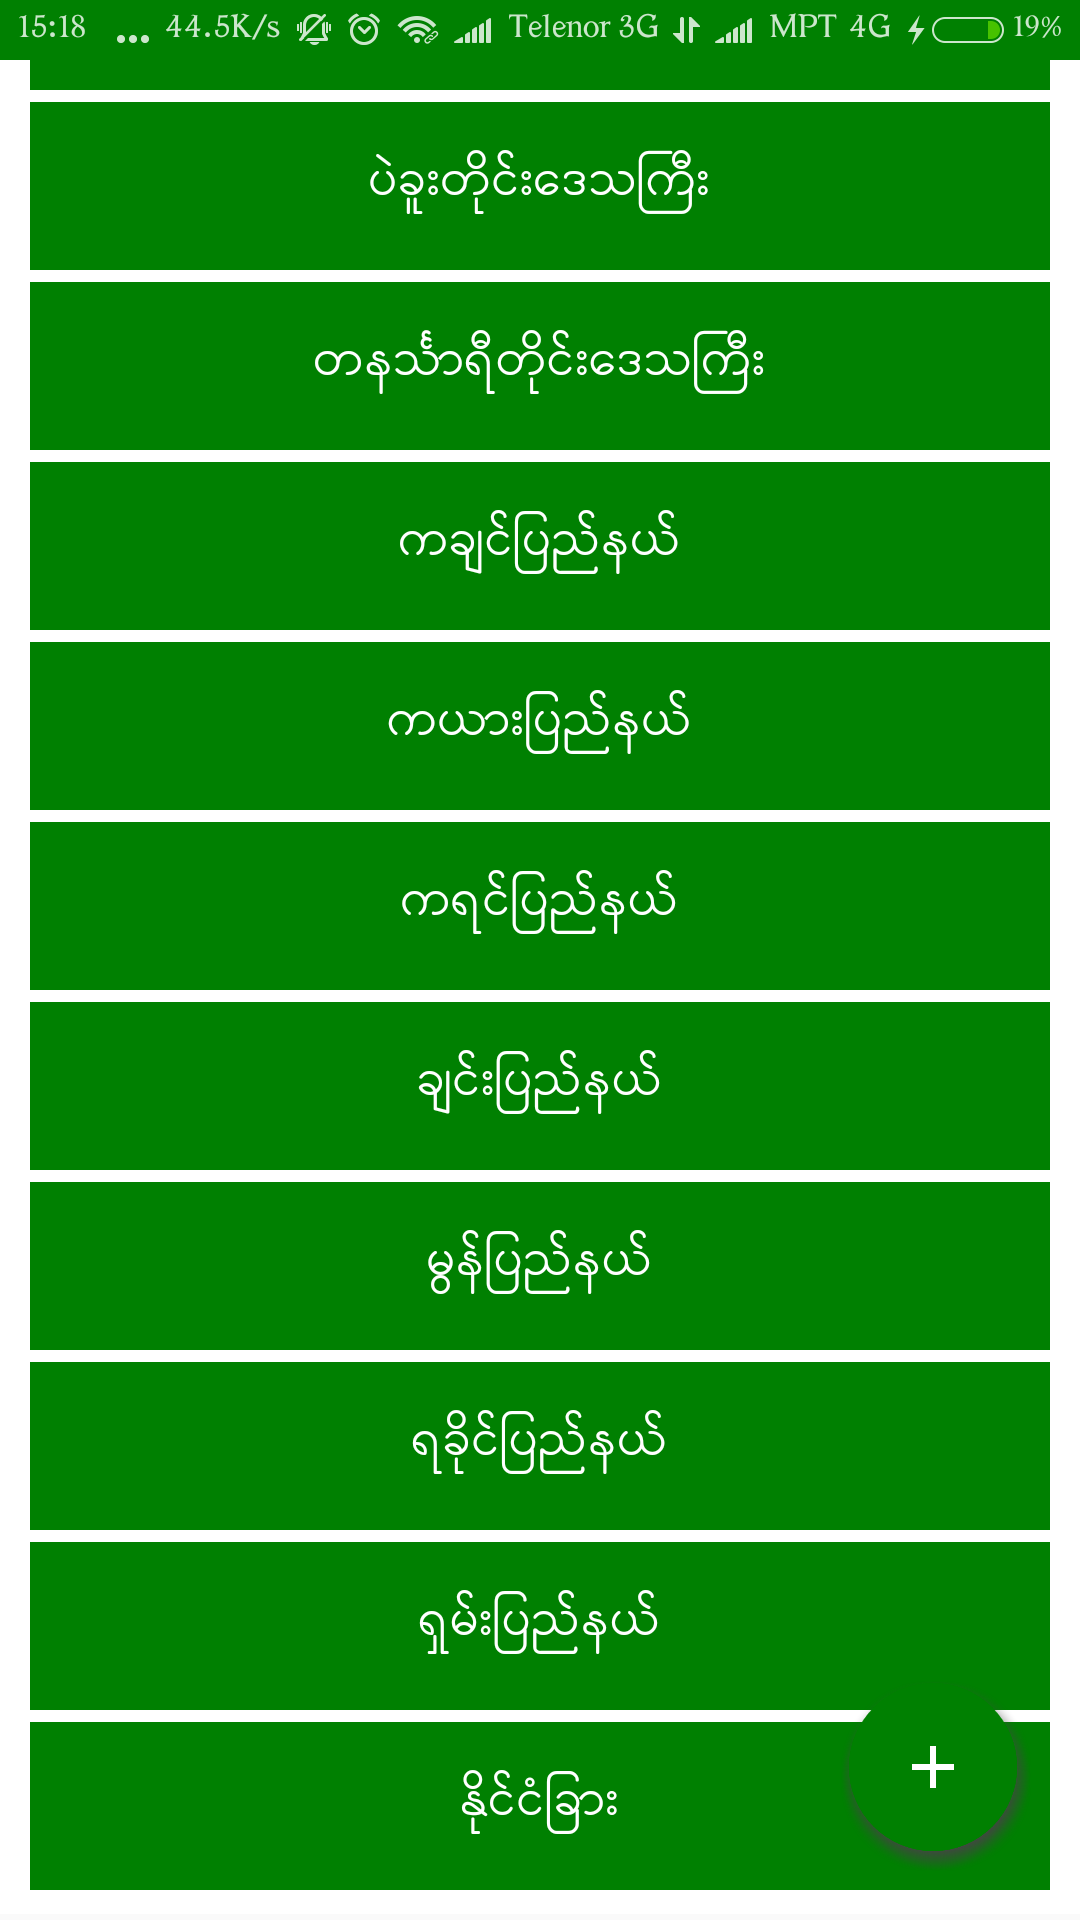 15:18 ... 44.5K/s Telenor 3G MPT 4G 19%
ပဲခူးတိုင်းဒေသကြီး
တနင်္သာရီတိုင်းဒေသကြီး
ကချင်ပြည်နယ်
ကယားပြည်နယ်
ကရင်ပြည်နယ်
ချင်းပြည်နယ်
မွန်ပြည်နယ်
ရခိုင်ပြည်နယ်
ရှမ်းပြည်နယ်
နိုင်ငံခြား
+